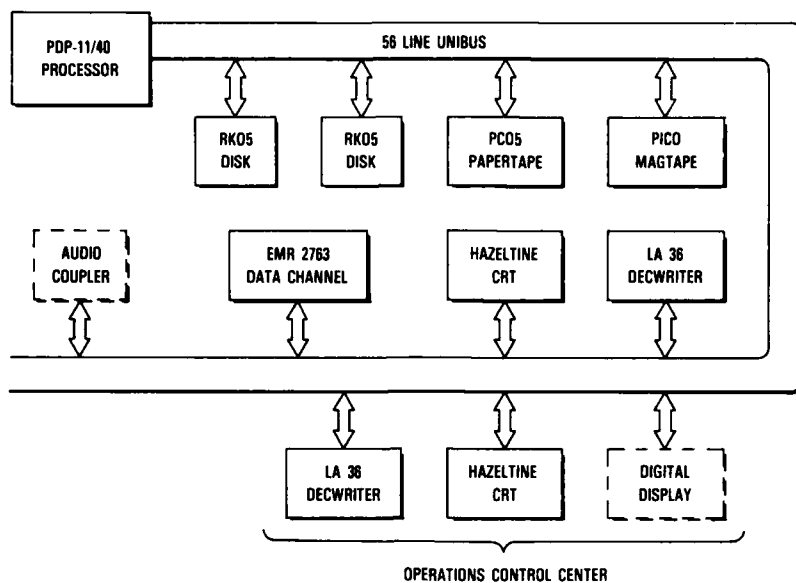 PDP-11/40
PROCESSOR
56 LINE UNIBUS
RK05
DISK
RK05
DISK
PC05
PAPERTAPE
PICO
MAGTAPE
AUDIO
COUPLER
EMR 2763
DATA CHANNEL
HAZELTINE
CRT
LA 36
DECWRITER
LA 36
DECWRITER
HAZELTINE
CRT
DIGITAL
DISPLAY
OPERATIONS CONTROL CENTER